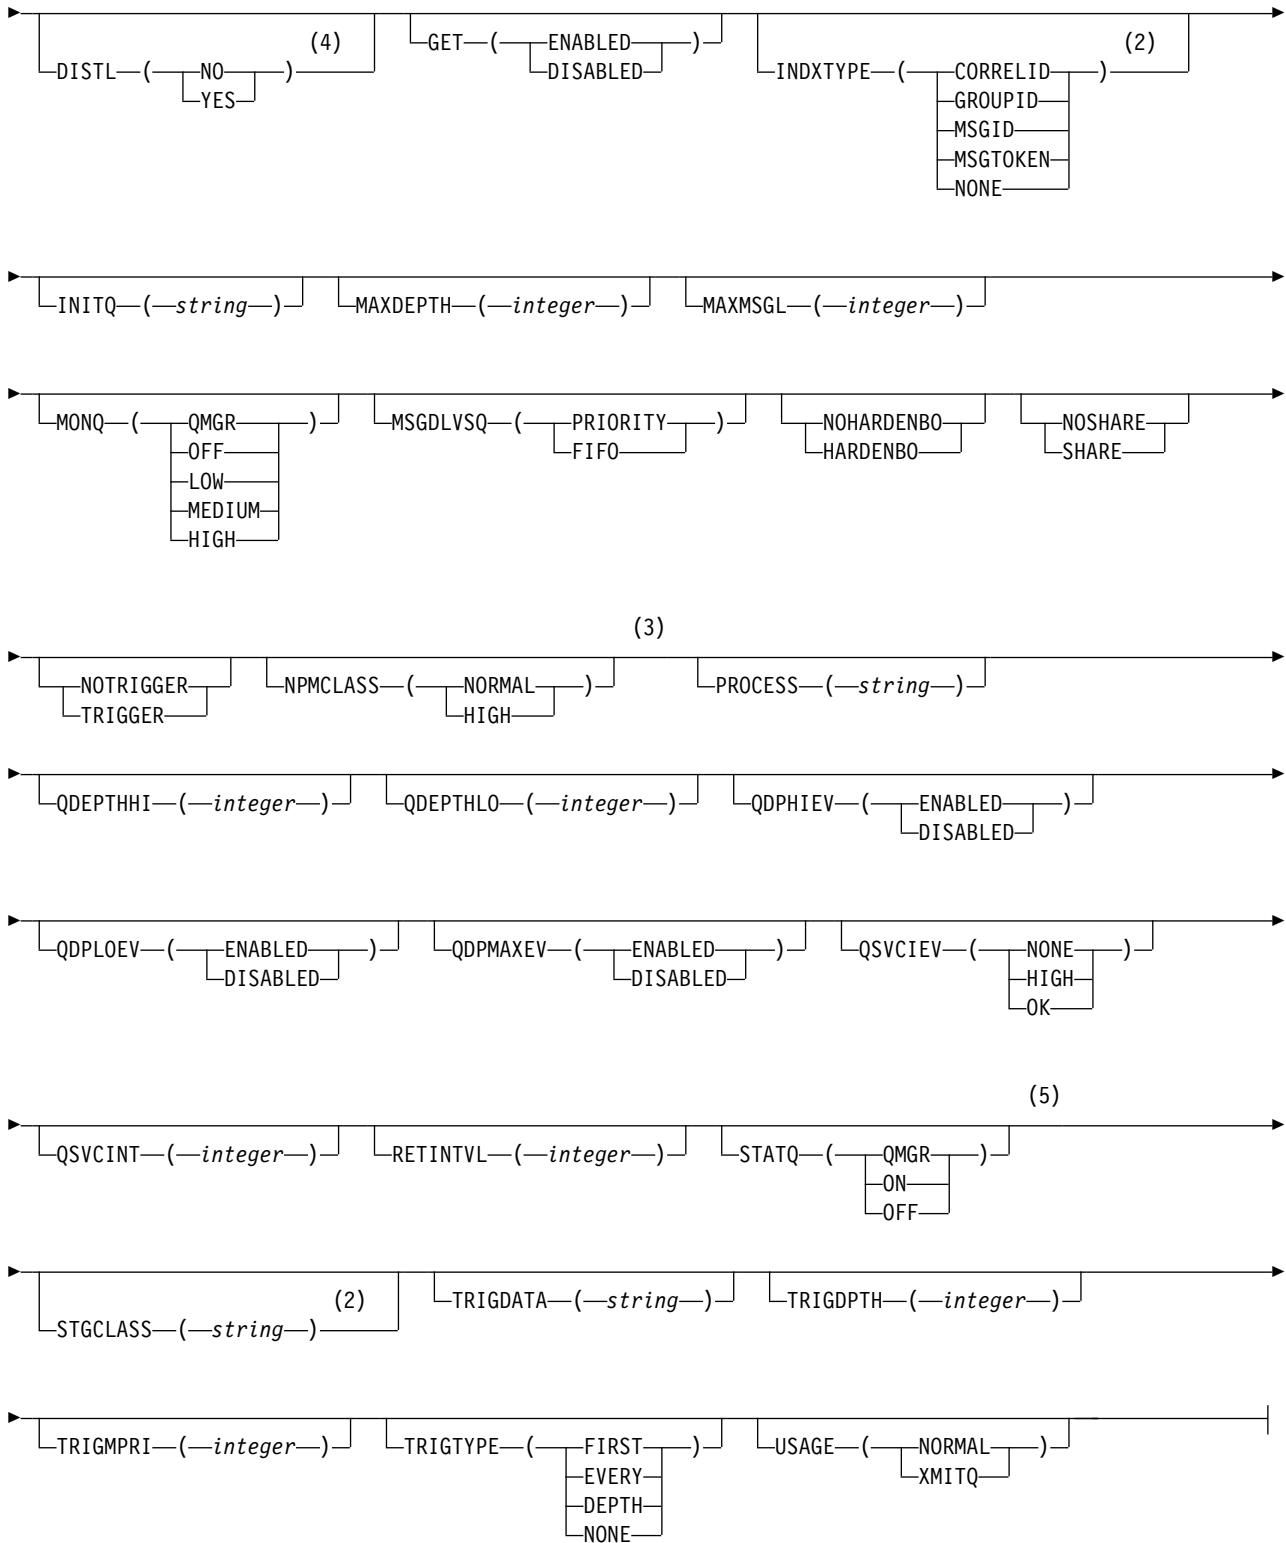 (4) (2)
DISTL ( NO ) GET ( ENABLED ) INDXTYPE ( CORRELID )
YES DISABLED GROUPID
MSGID
MSGTOKEN
NONE
INITQ ( string ) MAXDEPTH ( integer ) MAXMSGL ( integer )
MONQ ( QMGR ) MSGDLVSQ ( PRIORITY ) NOHARDENBO NOSHARE
OFF FIFO HARDENBO SHARE
LOW
MEDIUM
HIGH
(3)
NOTRIGGER NPMCLASS ( NORMAL ) PROCESS ( string )
TRIGGER HIGH
QDEPTHHI ( integer ) QDEPTHLO ( integer ) QDPHIEV ( ENABLED )
DISABLED
QDPLOEV ( ENABLED ) QDPMAXEV ( ENABLED ) QSVCIEV ( NONE )
DISABLED DISABLED HIGH
OK
(5)
QSVCINT ( integer ) RETINTVL ( integer ) STATQ ( QMGR )
ON
OFF
(2) TRIGDATA ( string ) TRIGDPTH ( integer )
STGCLASS ( string )
TRIGMPRI ( integer ) TRIGTYPE ( FIRST ) USAGE ( NORMAL )
EVERY XMITQ
DEPTH
NONE